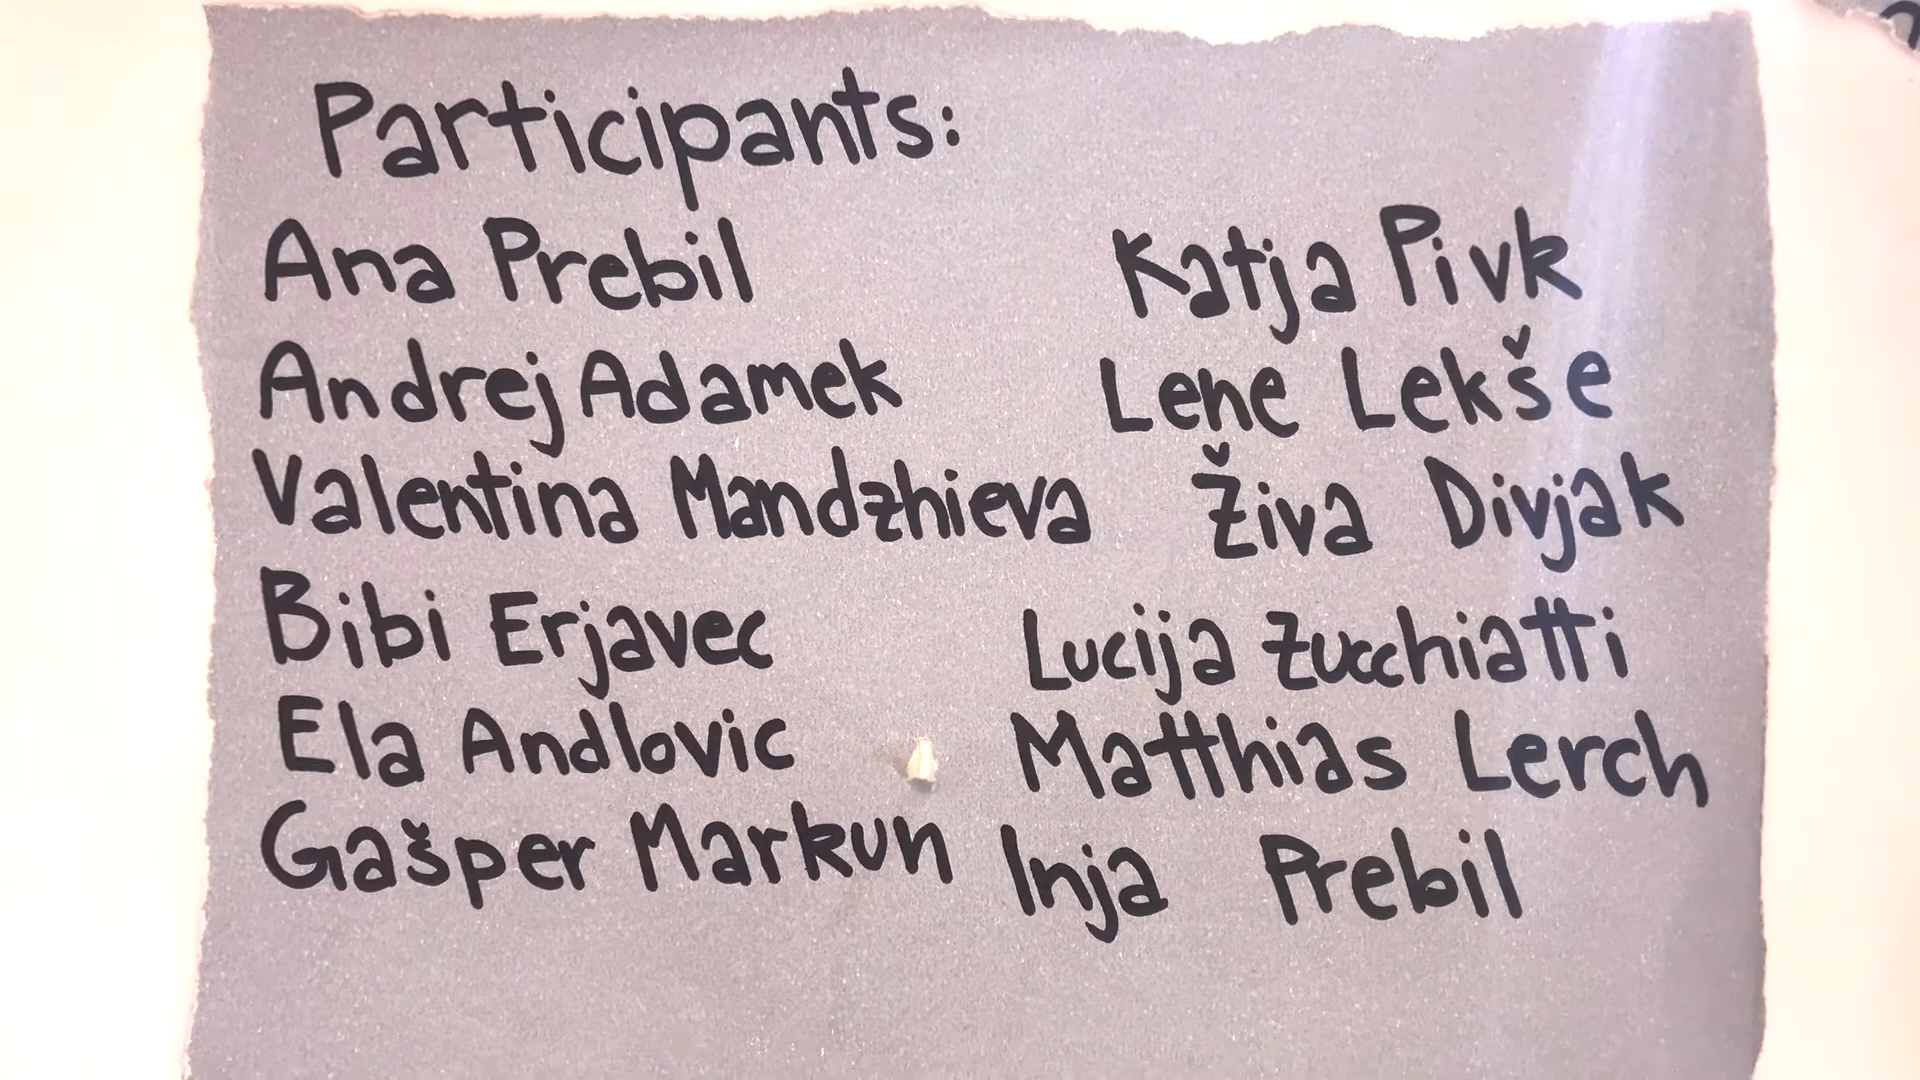 Participants:
Ana Prebil
Andrej Adamek
Valentina Mandzhieva
Bibi Erjavec
Ela Andlovic
Gašper Markun
Katja Pivk
Lene Lekše
Živa Divjak
Lucija Zucchiatti
Matthias Lerch
Inja Prebil